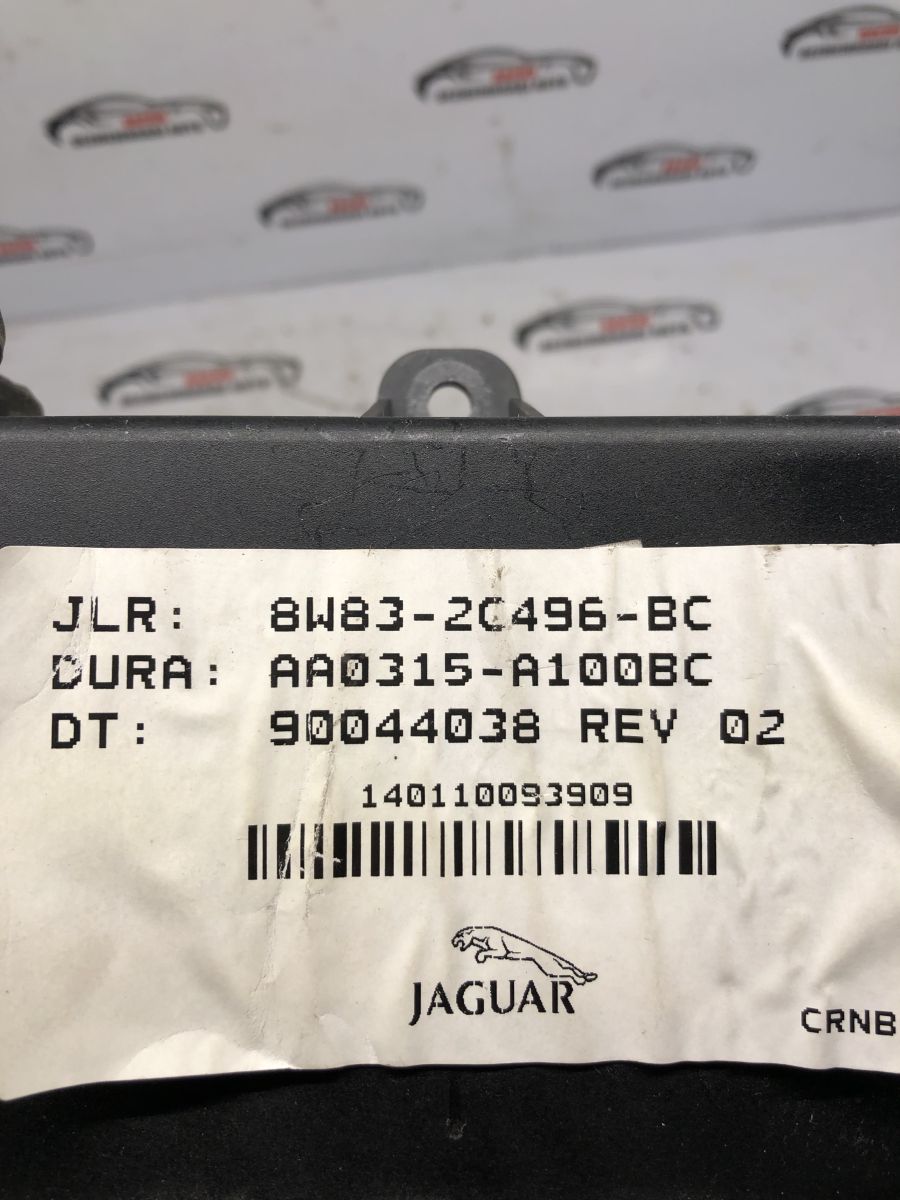 JLR: 8W83-2C496-BC
DURA: AA0315-A100BC
DT: 90044038 REV 02
140110093909
JAGUAR
CRNB